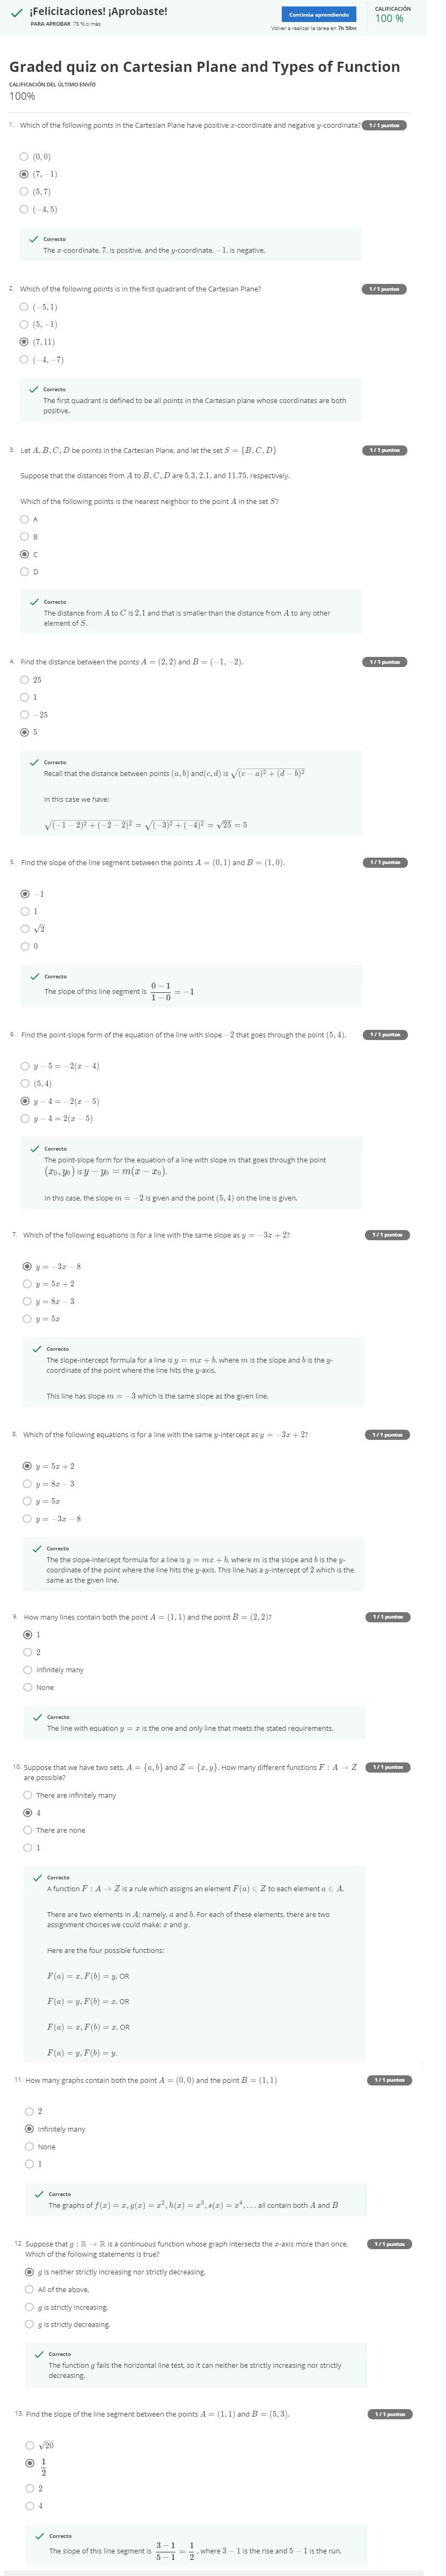 ¡Felicitaciones! ¡Aprobaste!
PARA APROBAR 75 % o más
Continúa aprendiendo
Volver a realizar la tarea en 7h 58m
CALIFICACIÓN
100 %
Graded quiz on Cartesian Plane and Types of Function
CALIFICACIÓN DEL ÚLTIMO ENVÍO
100%
1. Which of the following points in the Cartesian Plane have positive x-coordinate and negative y-coordinate? 1 / 1 puntos
(0, 0)
(7, −1)
(5, 7)
(−4, 5)
Correcto
The x-coordinate, 7, is positive, and the y-coordinate, −1, is negative.
2. Which of the following points is in the first quadrant of the Cartesian Plane? 1 / 1 puntos
(−5, 1)
(5, −1)
(7, 11)
(−4, −7)
Correcto
The first quadrant is defined to be all points in the Cartesian plane whose coordinates are both
positive.
3. Let A, B, C, D be points in the Cartesian Plane, and let the set S = {B, C, D} 1 / 1 puntos
Suppose that the distances from A to B, C, D are 5.3, 2.1, and 11.75, respectively.
Which of the following points is the nearest neighbor to the point A in the set S?
A
B
C
D
Correcto
The distance from A to C is 2.1 and that is smaller than the distance from A to any other
element of S.
4. Find the distance between the points A = (2, 2) and B = (−1, −2). 1 / 1 puntos
25
1
−25
5
Correcto
Recall that the distance between points (a, b) and(c, d) is √((c − a)² + (d − b)²)
In this case we have:
√((−1 − 2)² + (−2 − 2)²) = √((−3)² + (−4)²) = √25 = 5
5. Find the slope of the line segment between the points A = (0, 1) and B = (1, 0). 1 / 1 puntos
−1
1
√2
0
Correcto
The slope of this line segment is (0 − 1)/(1 − 0) = −1
6. Find the point-slope form of the equation of the line with slope −2 that goes through the point (5, 4). 1 / 1 puntos
y − 5 = −2(x − 4)
(5, 4)
y − 4 = −2(x − 5)
y − 4 = 2(x − 5)
Correcto
The point-slope form for the equation of a line with slope m that goes through the point
(x₀, y₀) is y − y₀ = m(x − x₀).
In this case, the slope m = −2 is given and the point (5, 4) on the line is given.
7. Which of the following equations is for a line with the same slope as y = −3x + 2? 1 / 1 puntos
y = −3x − 8
y = 5x + 2
y = 8x − 3
y = 5x
Correcto
The slope-intercept formula for a line is y = mx + b, where m is the slope and b is the y-
coordinate of the point where the line hits the y-axis.
This line has slope m = −3 which is the same slope as the given line.
8. Which of the following equations is for a line with the same y-intercept as y = −3x + 2? 1 / 1 puntos
y = 5x + 2
y = 8x − 3
y = 5x
y = −3x − 8
Correcto
The the slope-intercept formula for a line is y = mx + b, where m is the slope and b is the y-
coordinate of the point where the line hits the y-axis. This line has a y-intercept of 2 which is the
same as the given line.
9. How many lines contain both the point A = (1, 1) and the point B = (2, 2)? 1 / 1 puntos
1
2
Infinitely many
None
Correcto
The line with equation y = x is the one and only line that meets the stated requirements.
10. Suppose that we have two sets, A = {a, b} and Z = {x, y}. How many different functions F : A → Z 1 / 1 puntos
are possible?
There are infinitely many
4
There are none
1
Correcto
A function F : A → Z is a rule which assigns an element F(a) ∈ Z to each element a ∈ A.
There are two elements in A: namely, a and b. For each of these elements, there are two
assignment choices we could make: x and y.
Here are the four possible functions:
F(a) = x, F(b) = y, OR
F(a) = y, F(b) = x, OR
F(a) = x, F(b) = x, OR
F(a) = y, F(b) = y.
11. How many graphs contain both the point A = (0, 0) and the point B = (1, 1) 1 / 1 puntos
2
Infinitely many
None
1
Correcto
The graphs of f(x) = x, g(x) = x², h(x) = x³, s(x) = x⁴, . . . all contain both A and B
12. Suppose that g : ℝ → ℝ is a continuous function whose graph intersects the x-axis more than once. 1 / 1 puntos
Which of the following statements is true?
g is neither strictly increasing nor strictly decreasing.
All of the above.
g is strictly increasing.
g is strictly decreasing.
Correcto
The function g fails the horizontal line test, so it can neither be strictly increasing nor strictly
decreasing.
13. Find the slope of the line segment between the points A = (1, 1) and B = (5, 3). 1 / 1 puntos
√20
1/2
2
4
Correcto
The slope of this line segment is (3 − 1)/(5 − 1) = 1/2, where 3 − 1 is the rise and 5 − 1 is the run.